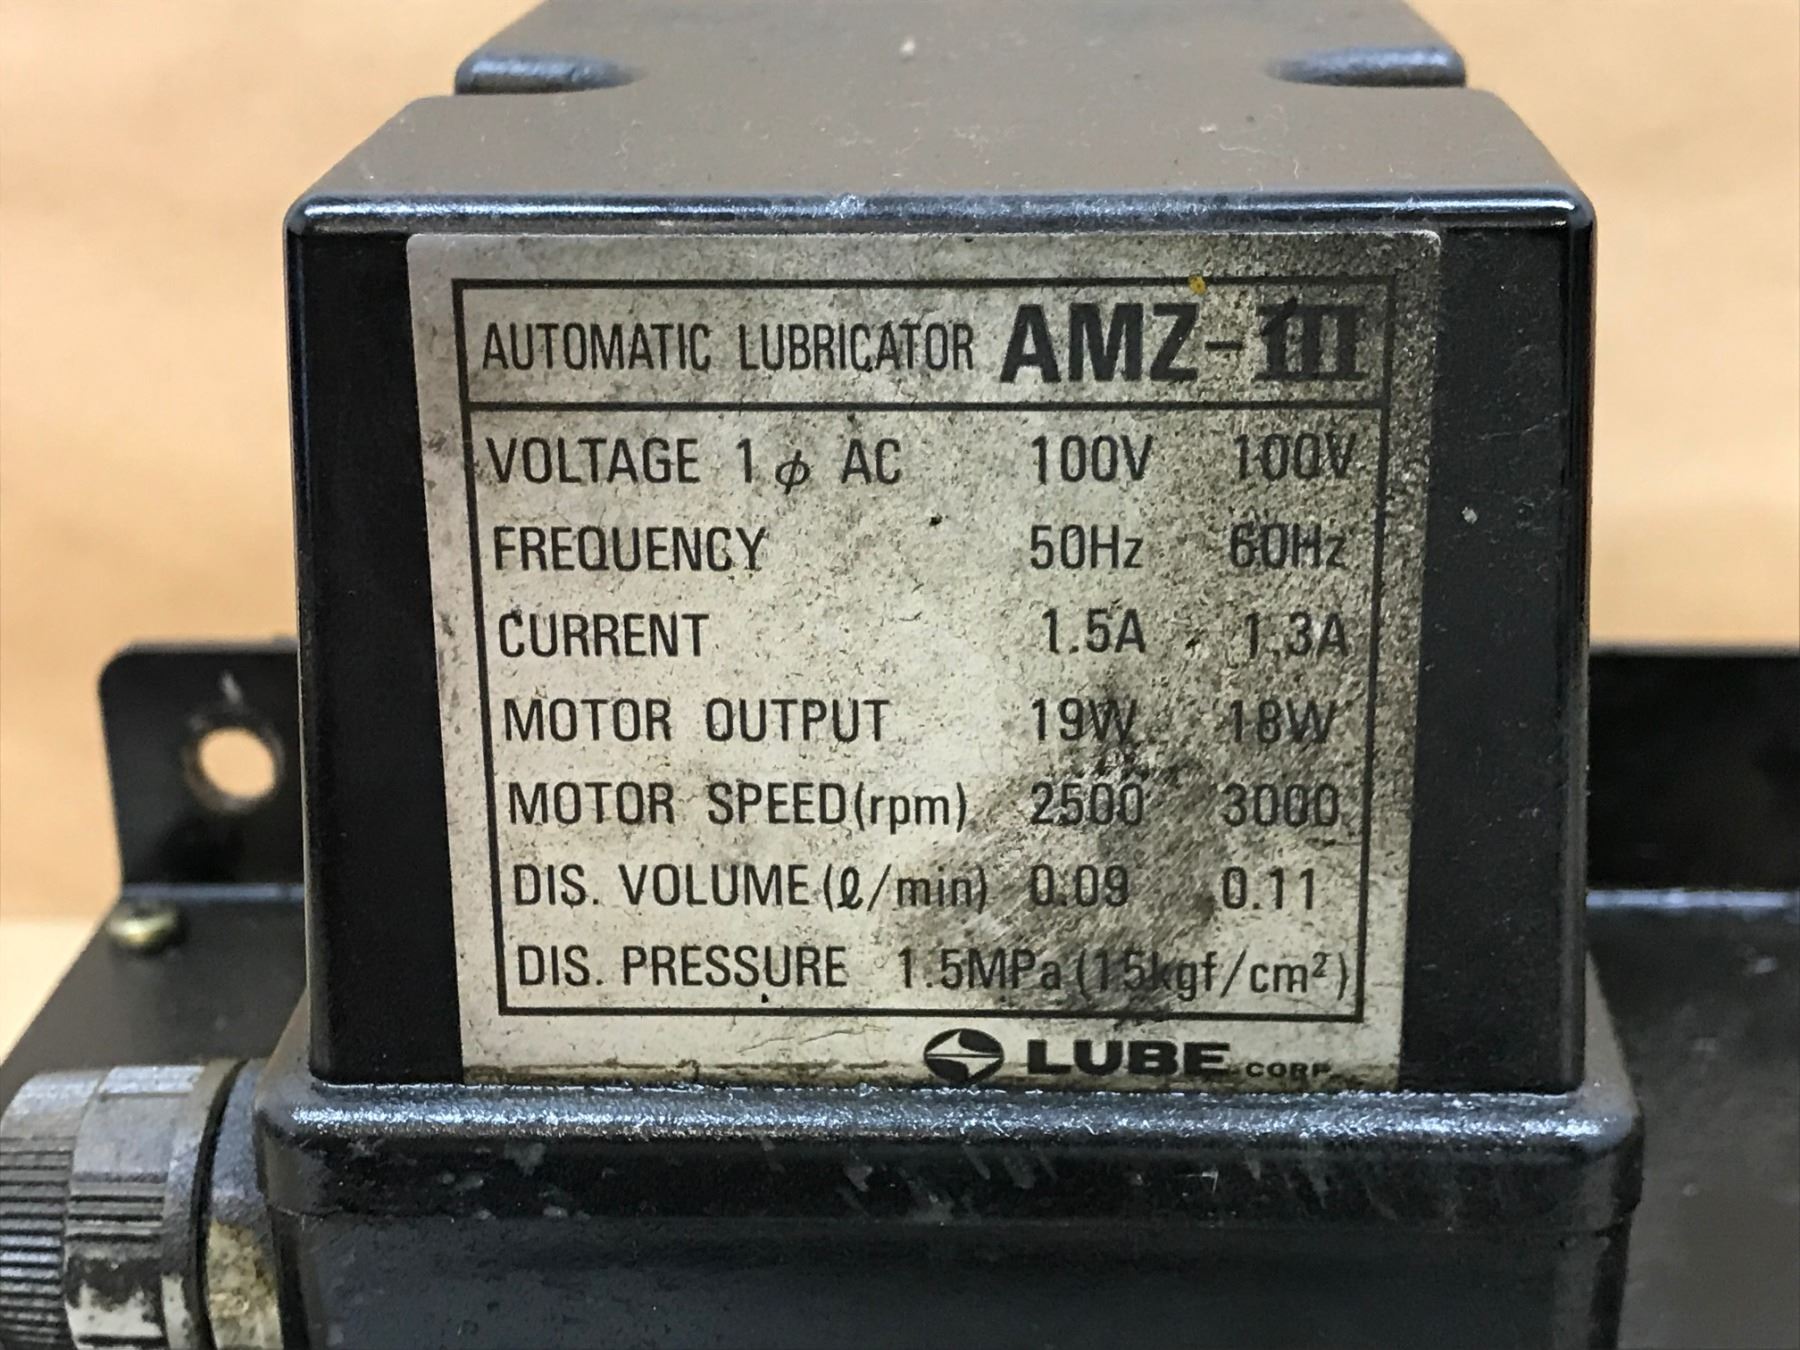 AUTOMATIC LUBRICATOR AMZ-III
VOLTAGE 1φ AC 100V 100V
FREQUENCY 50Hz 60Hz
CURRENT 1.5A 1.3A
MOTOR OUTPUT 19W 18W
MOTOR SPEED(rpm) 2500 3000
DIS. VOLUME(ℓ/min) 0.09 0.11
DIS. PRESSURE 1.5MPa(15kgf/cm²)
LUBE CORP.